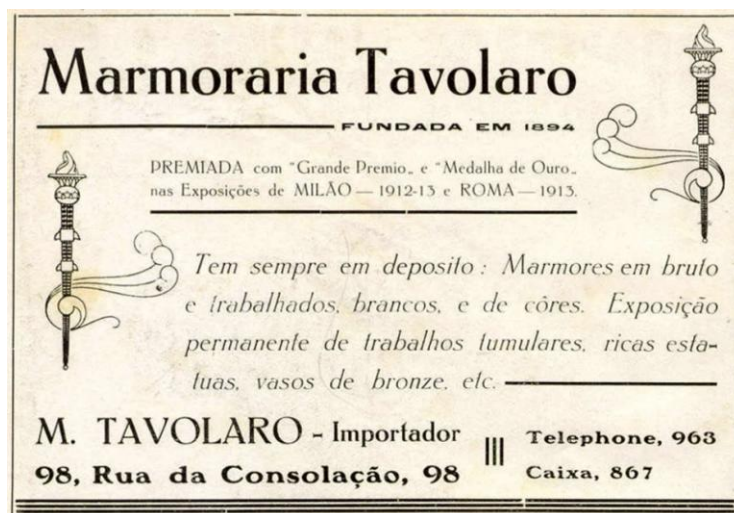 Marmoraria Tavolaro
FUNDADA EM 1894
PREMIADA com "Grande Premio„ e "Medalha de Ouro„
nas Exposições de MILÃO — 1912-13 e ROMA — 1913.
Tem sempre em deposito : Marmores em bruto
e trabalhados, brancos, e de côres. Exposição
permanente de trabalhos tumulares, ricas esta-
tuas, vasos de bronze, etc.
M. TAVOLARO - Importador
98, Rua da Consolação, 98
Telephone, 963
Caixa, 867